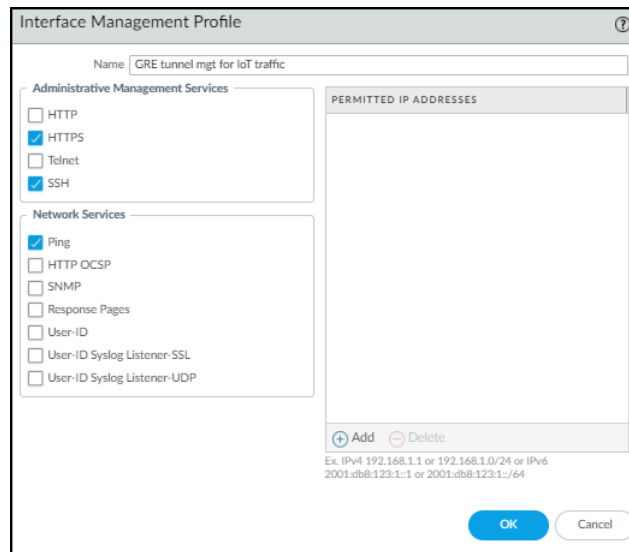 Interface Management Profile
Name GRE tunnel mgt for IoT traffic
Administrative Management Services
HTTP
HTTPS
Telnet
SSH
Network Services
Ping
HTTP OCSP
SNMP
Response Pages
User-ID
User-ID Syslog Listener-SSL
User-ID Syslog Listener-UDP
PERMITTED IP ADDRESSES
Add Delete
Ex. IPv4 192.168.1.1 or 192.168.1.0/24 or IPv6
2001:db8:123:1::1 or 2001:db8:123:1::/64
OK Cancel